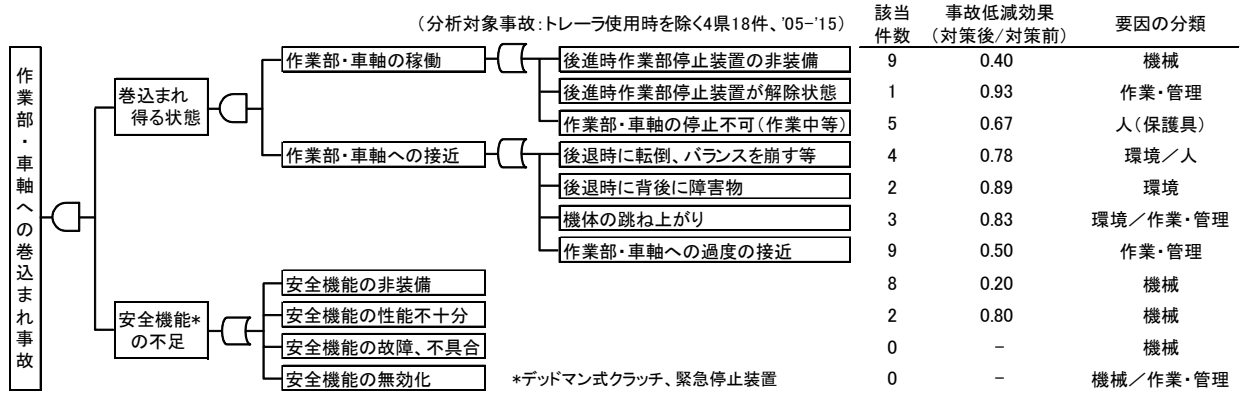 (分析対象事故:トレーラ使用時を除く4県18件、'05-'15)
該当
件数
事故低減効果
(対策後/対策前)
要因の分類
作業部・車軸への巻込まれ事故
巻込まれ
得る状態
作業部・車軸の稼働
後進時作業部停止装置の非装備 9 0.40 機械
後進時作業部停止装置が解除状態 1 0.93 作業・管理
作業部・車軸の停止不可(作業中等) 5 0.67 人(保護具)
作業部・車軸への接近
後退時に転倒、バランスを崩す等 4 0.78 環境/人
後退時に背後に障害物 2 0.89 環境
機体の跳ね上がり 3 0.83 環境/作業・管理
作業部・車軸への過度の接近 9 0.50 作業・管理
安全機能*
の不足
安全機能の非装備 8 0.20 機械
安全機能の性能不十分 2 0.80 機械
安全機能の故障、不具合 0 - 機械
安全機能の無効化 *デッドマン式クラッチ、緊急停止装置 0 - 機械/作業・管理